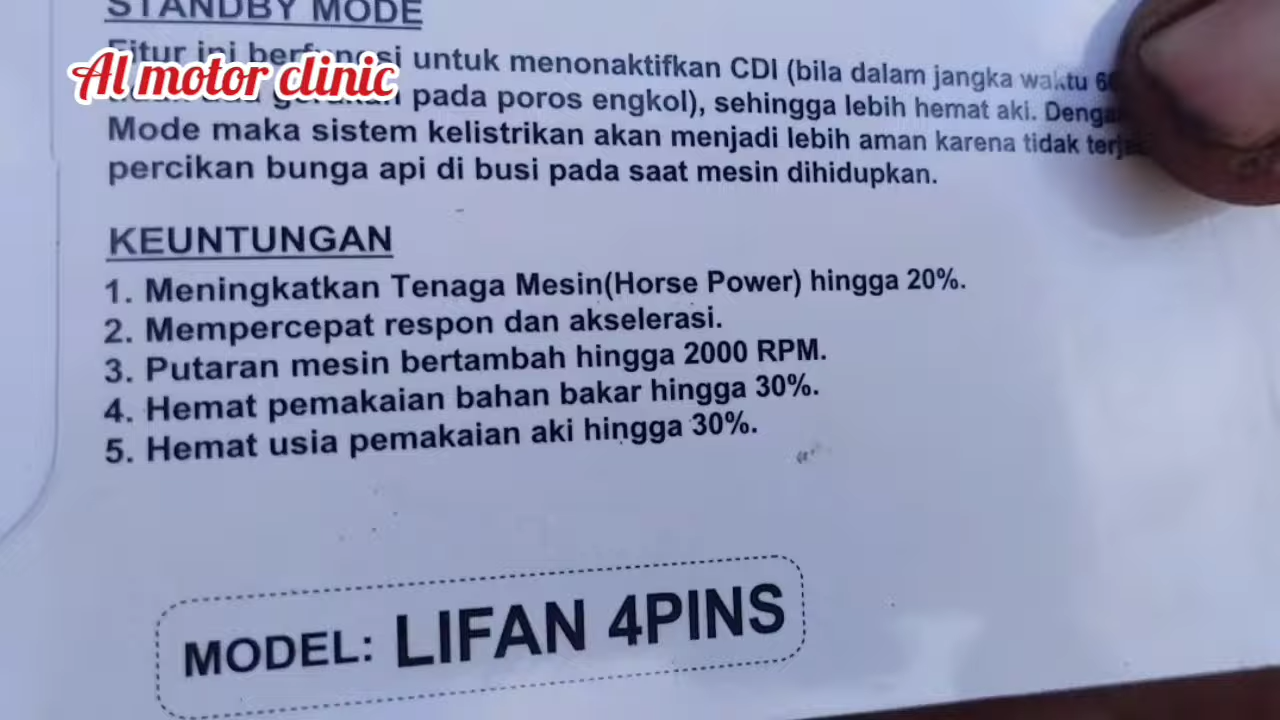 STANDBY MODE
Fitur ini berfungsi untuk menonaktifkan CDI (bila dalam jangka waktu
Al motor clinic
pada poros engkol), sehingga lebih hemat aki.
Mode maka sistem kelistrikan akan menjadi lebih aman karena tidak
percikan bunga api di busi pada saat mesin dihidupkan.
KEUNTUNGAN
1. Meningkatkan Tenaga Mesin(Horse Power) hingga 20%.
2. Mempercepat respon dan akselerasi.
3. Putaran mesin bertambah hingga 2000 RPM.
4. Hemat pemakaian bahan bakar hingga 30%.
5. Hemat usia pemakaian aki hingga 30%.
MODEL: LIFAN 4PINS